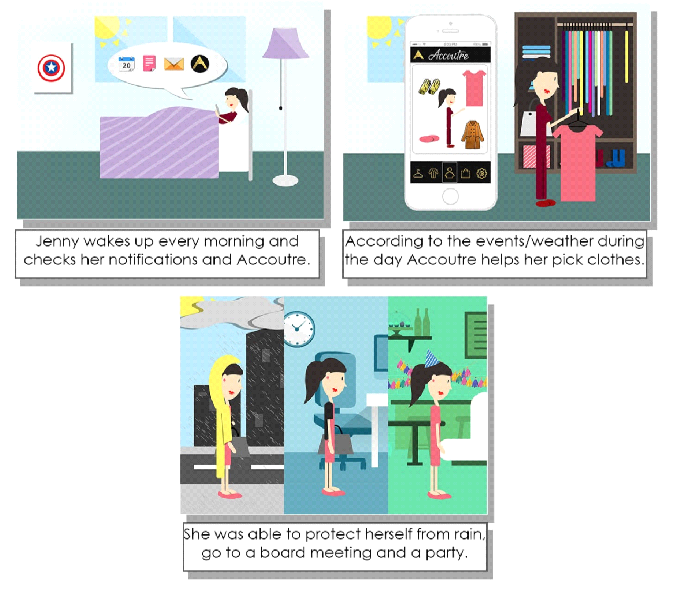 20
Jenny wakes up every morning and
checks her notifications and Accoutre.
Accoutre
According to the events/weather during
the day Accoutre helps her pick clothes.
She was able to protect herself from rain,
go to a board meeting and a party.